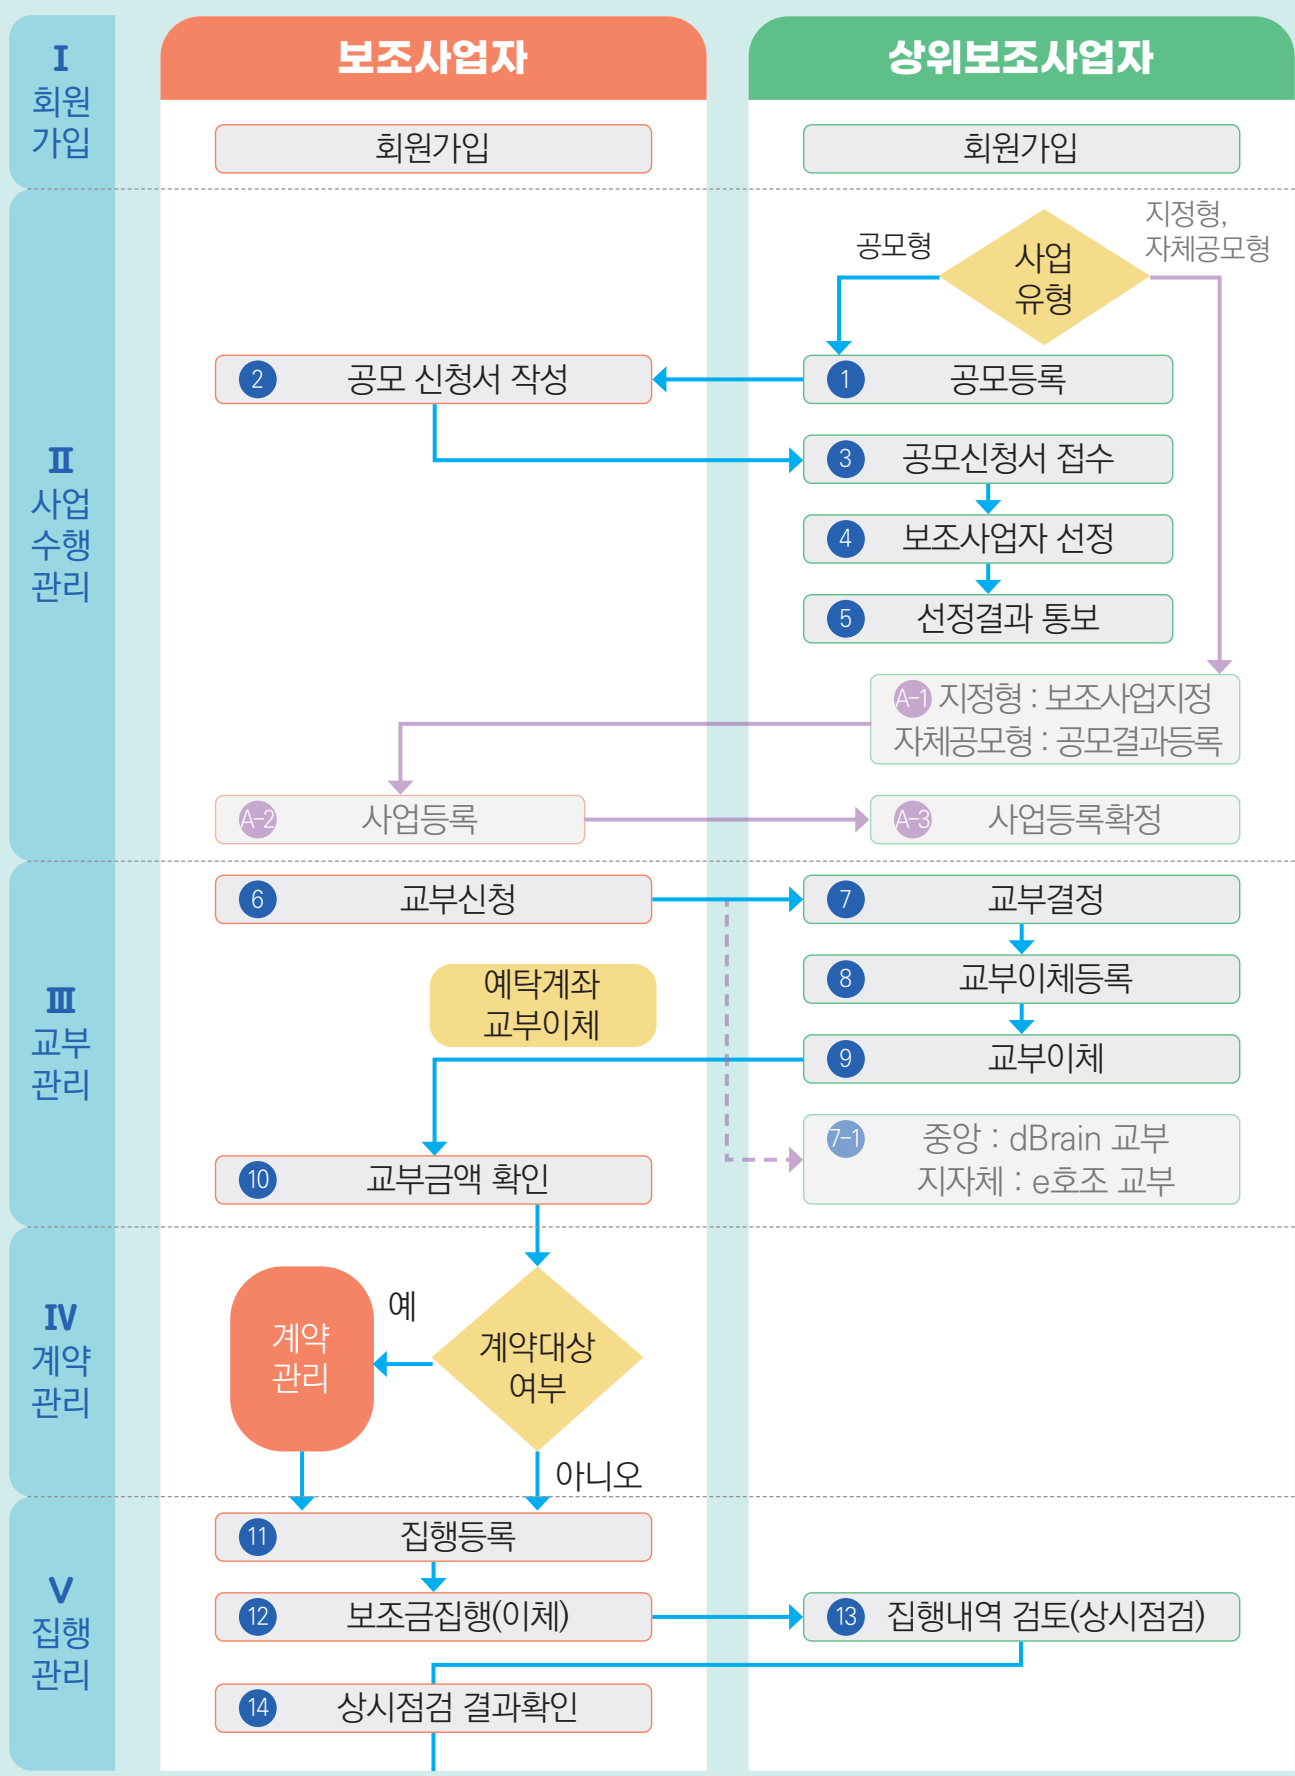 보조사업자
상위보조사업자
I
회원
가입
회원가입
회원가입
II
사업
수행
관리
공모형
사업
유형
지정형,
자체공모형
2 공모 신청서 작성
1 공모등록
3 공모신청서 접수
4 보조사업자 선정
5 선정결과 통보
A-1 지정형 : 보조사업지정
자체공모형 : 공모결과등록
A-2 사업등록
A-3 사업등록확정
III
교부
관리
6 교부신청
7 교부결정
예탁계좌
교부이체
8 교부이체등록
9 교부이체
7-1 중앙 : dBrain 교부
지자체 : e호조 교부
10 교부금액 확인
IV
계약
관리
계약
관리
예
계약대상
여부
아니오
V
집행
관리
11 집행등록
12 보조금집행(이체)
13 집행내역 검토(상시점검)
14 상시점검 결과확인